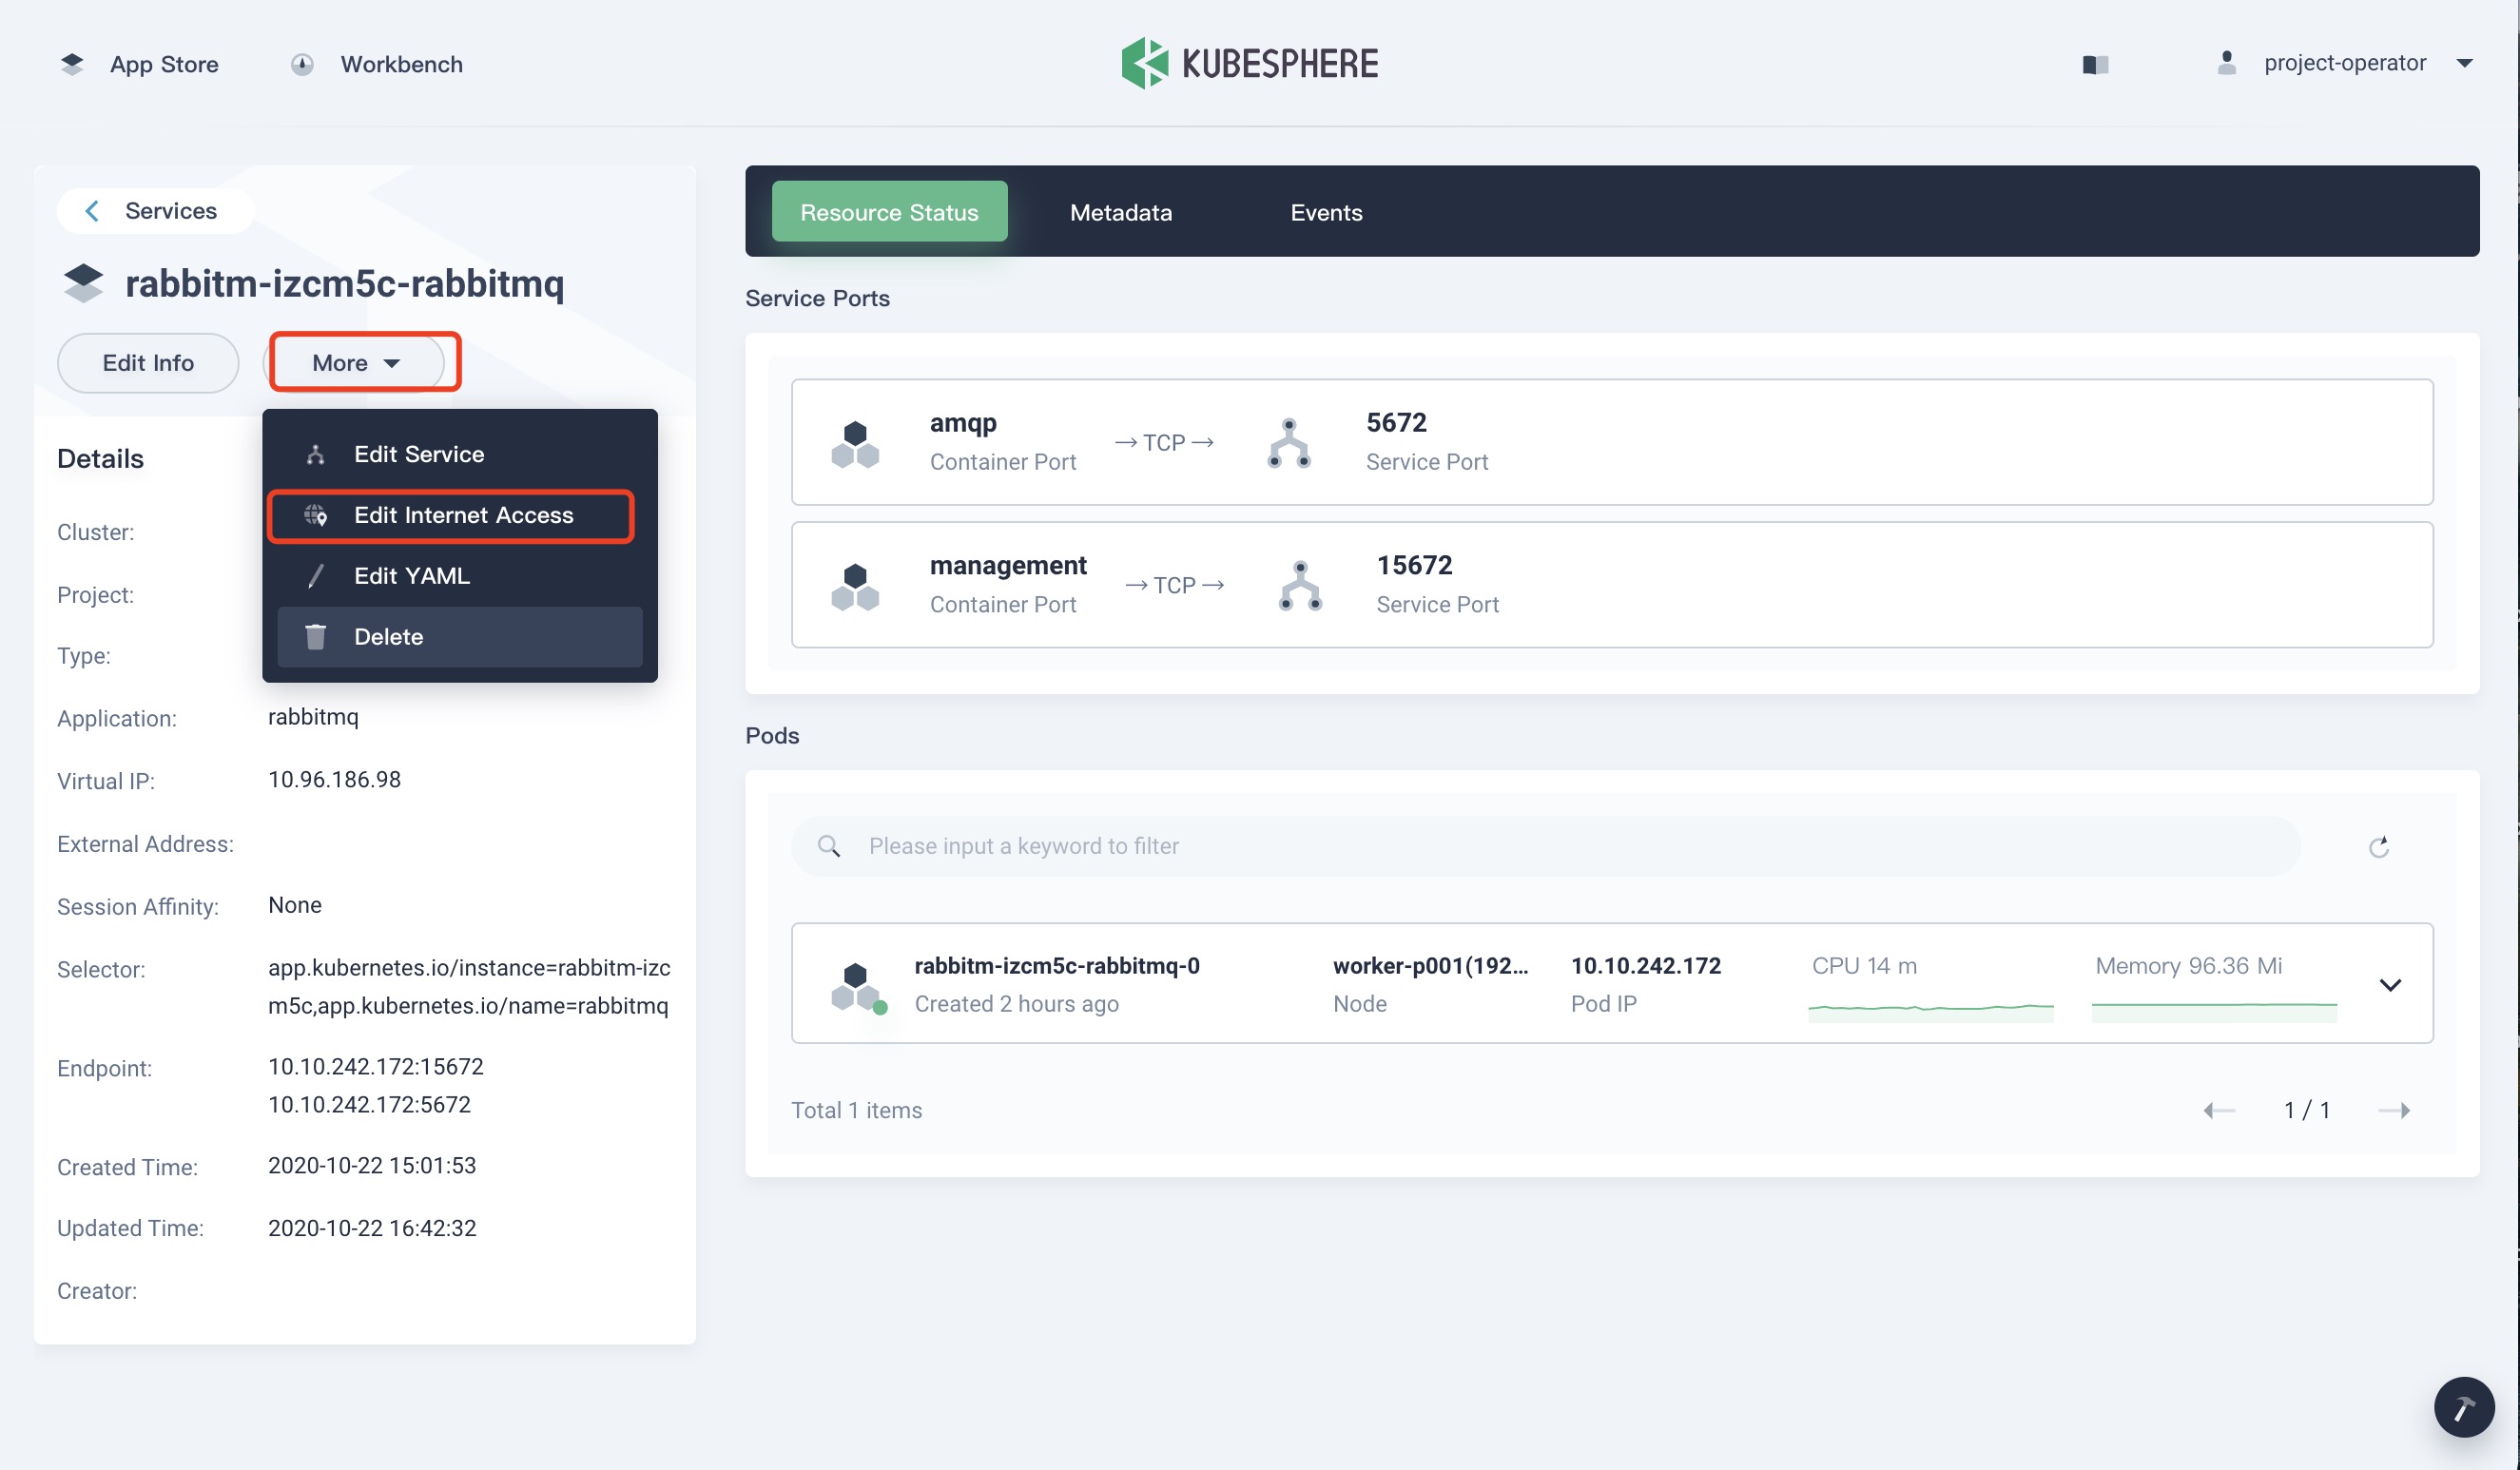 App Store
Workbench
KUBESPHERE
project-operator
Services
rabbitm-izcm5c-rabbitmq
Edit Info
More
Edit Service
Edit Internet Access
Edit YAML
Delete
Details
Cluster:
Project:
Type:
Application: rabbitmq
Virtual IP: 10.96.186.98
External Address:
Session Affinity: None
Selector: app.kubernetes.io/instance=rabbitm-izc
m5c,app.kubernetes.io/name=rabbitmq
Endpoint: 10.10.242.172:15672
10.10.242.172:5672
Created Time: 2020-10-22 15:01:53
Updated Time: 2020-10-22 16:42:32
Creator:
Resource Status
Metadata
Events
Service Ports
amqp
Container Port
→ TCP →
5672
Service Port
management
Container Port
→ TCP →
15672
Service Port
Pods
Please input a keyword to filter
rabbitm-izcm5c-rabbitmq-0
Created 2 hours ago
worker-p001(192...
Node
10.10.242.172
Pod IP
CPU 14 m
Memory 96.36 Mi
Total 1 items
1 / 1